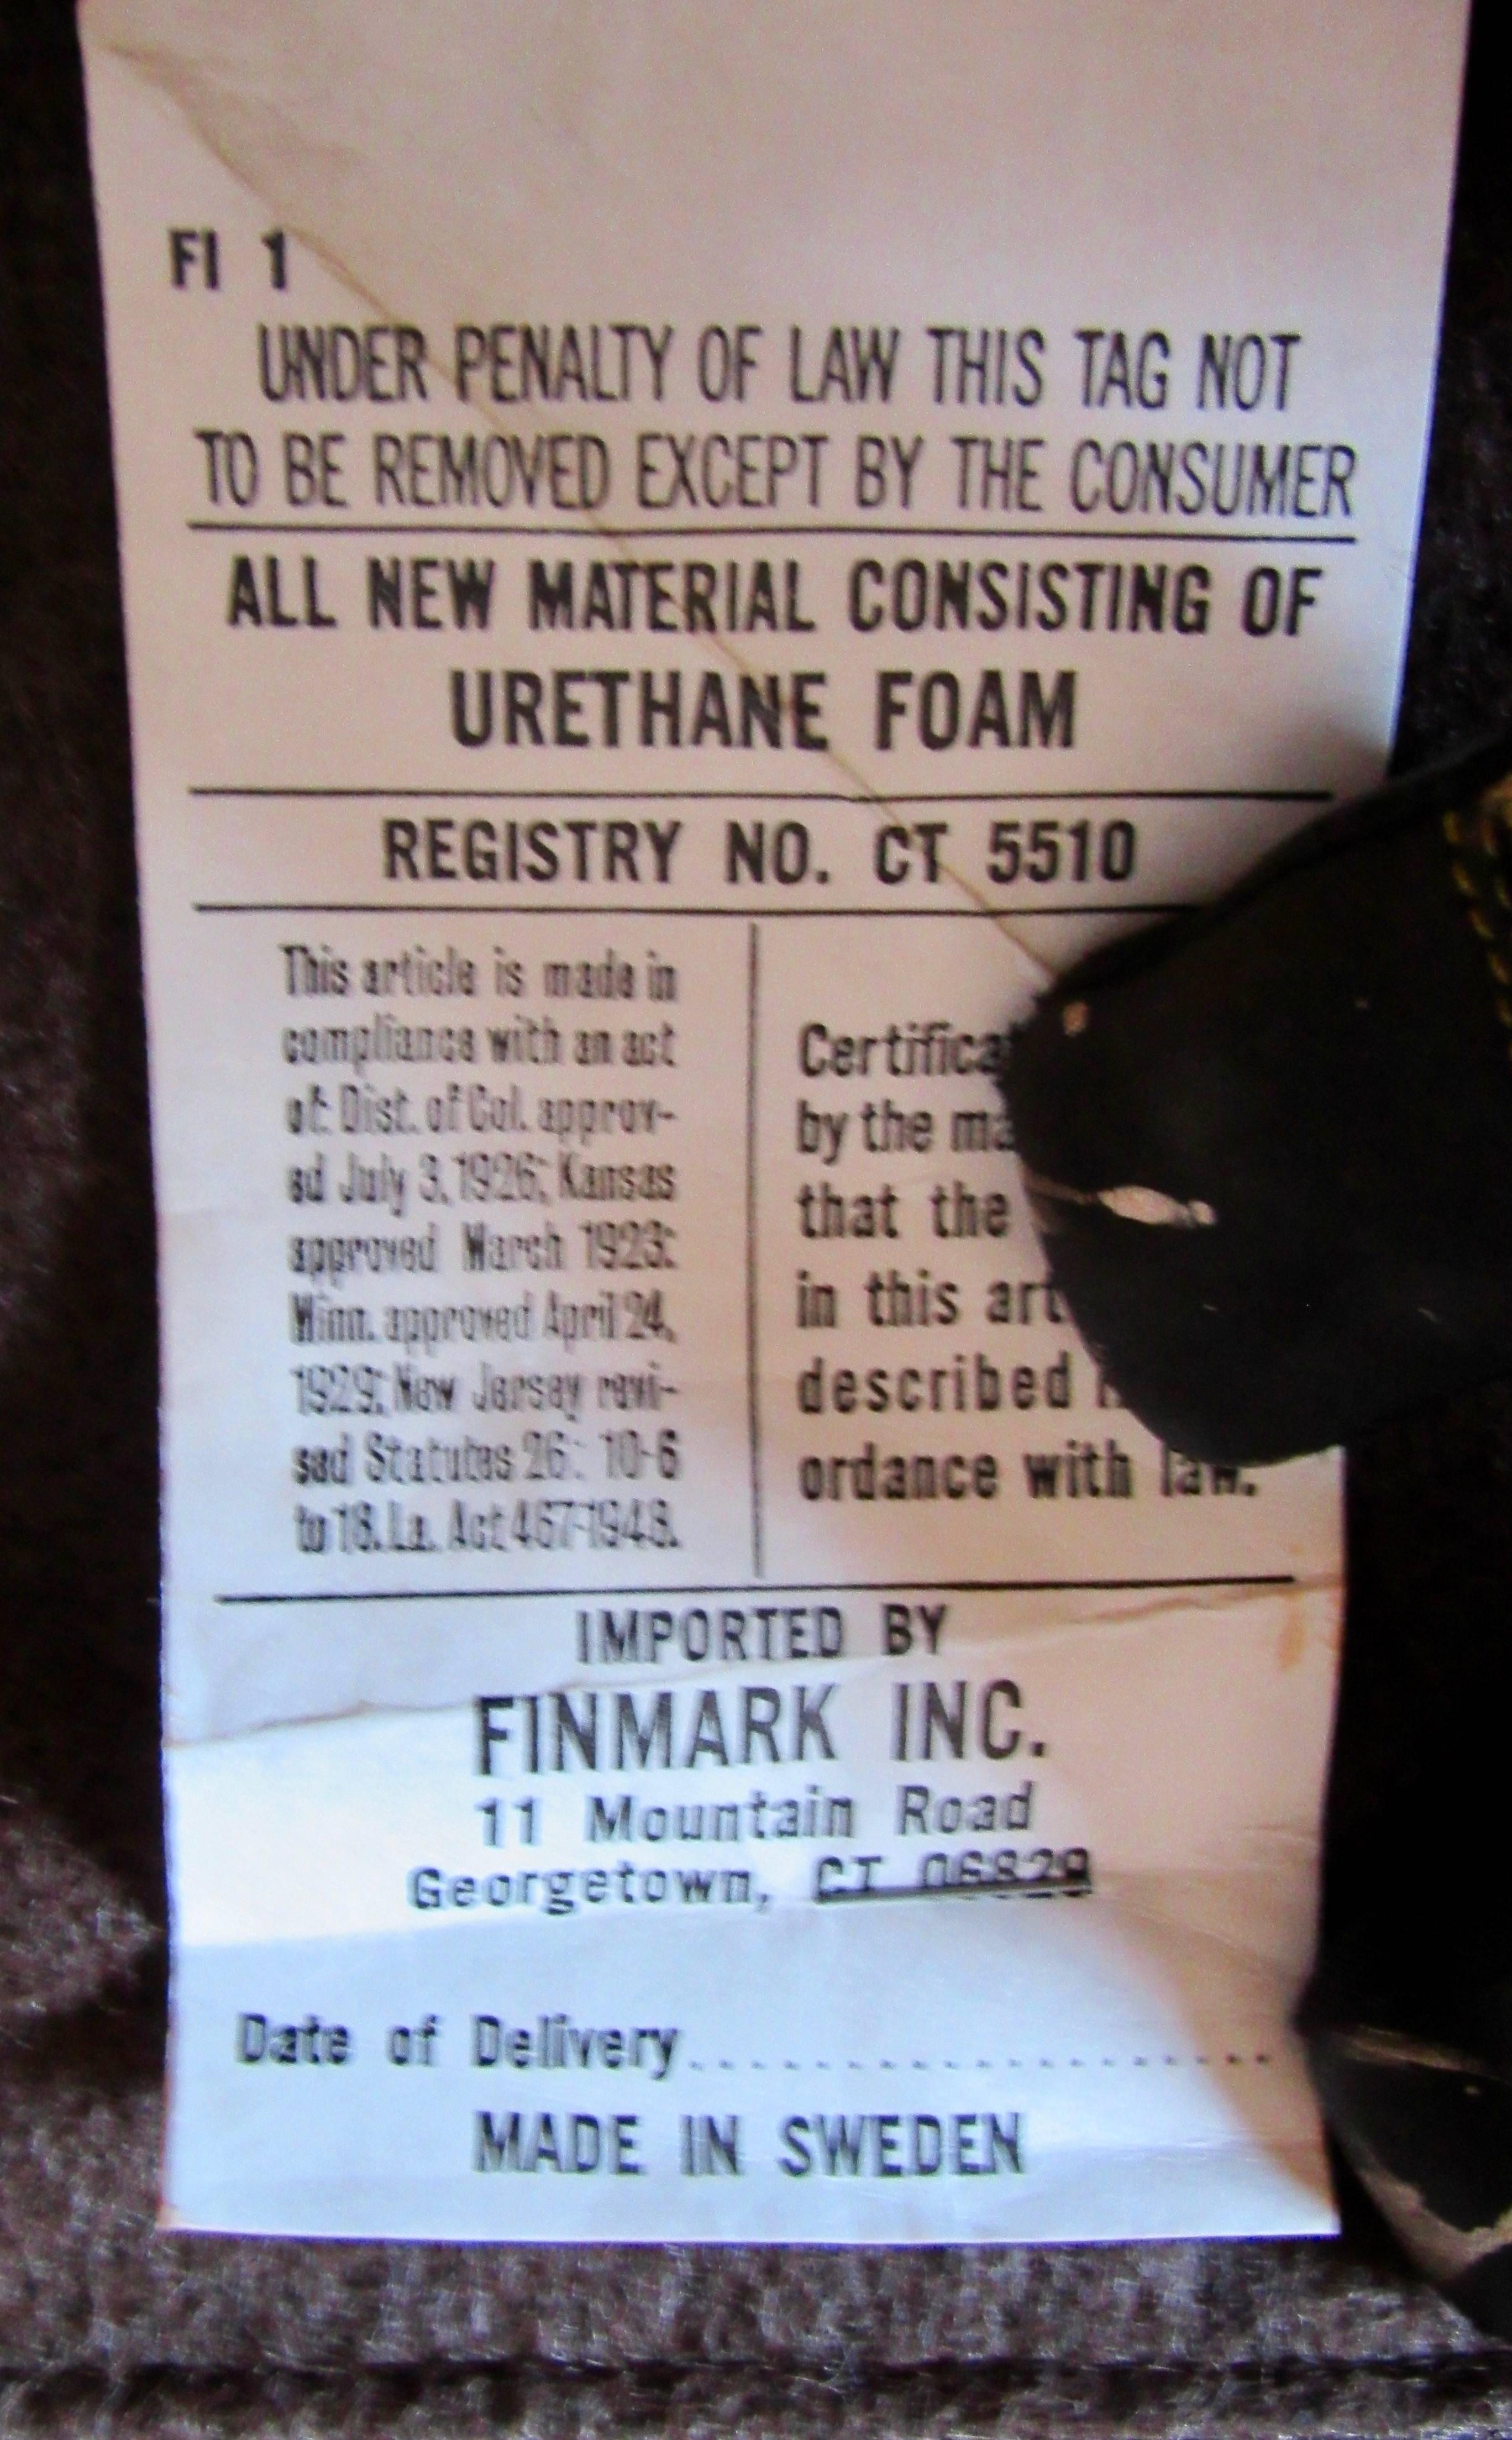 FI 1
UNDER PENALTY OF LAW THIS TAG NOT
TO BE REMOVED EXCEPT BY THE CONSUMER
ALL NEW MATERIAL CONSISTING OF
URETHANE FOAM
REGISTRY NO. CT 5510
This article is made in
compliance with an act
of: Dist. of Col. approv-
ed July 3, 1926; Kansas
approved March 1923:
Minn. approved April 24,
1929; New Jersey revi-
sed Statutes 26: 10-6
to 18. La. Act 467-1948.
by the
that the
in this
described
ordance with law.
IMPORTED BY
FINMARK INC.
11 Mountain Road
Georgetown, CT 06829
Date of Delivery....................
MADE IN SWEDEN